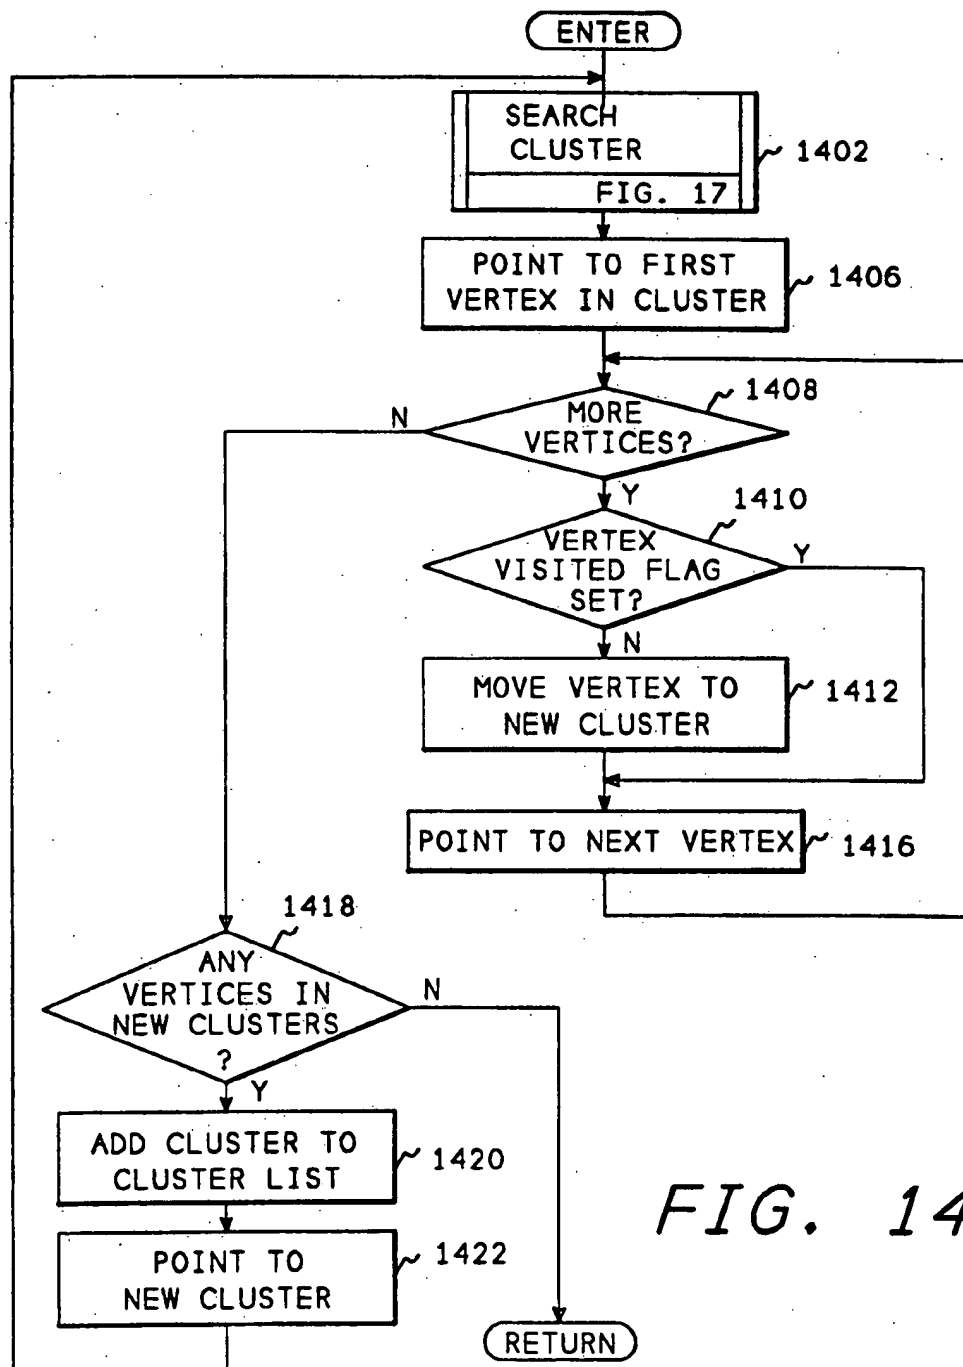 ENTER
SEARCH
CLUSTER
FIG. 17
1402
POINT TO FIRST
VERTEX IN CLUSTER
1406
MORE
VERTICES?
1408
N
Y
VERTEX
VISITED FLAG
SET?
1410
Y
N
MOVE VERTEX TO
NEW CLUSTER
1412
POINT TO NEXT VERTEX
1416
ANY
VERTICES IN
NEW CLUSTERS
?
1418
N
Y
ADD CLUSTER TO
CLUSTER LIST
1420
POINT TO
NEW CLUSTER
1422
RETURN
FIG. 14